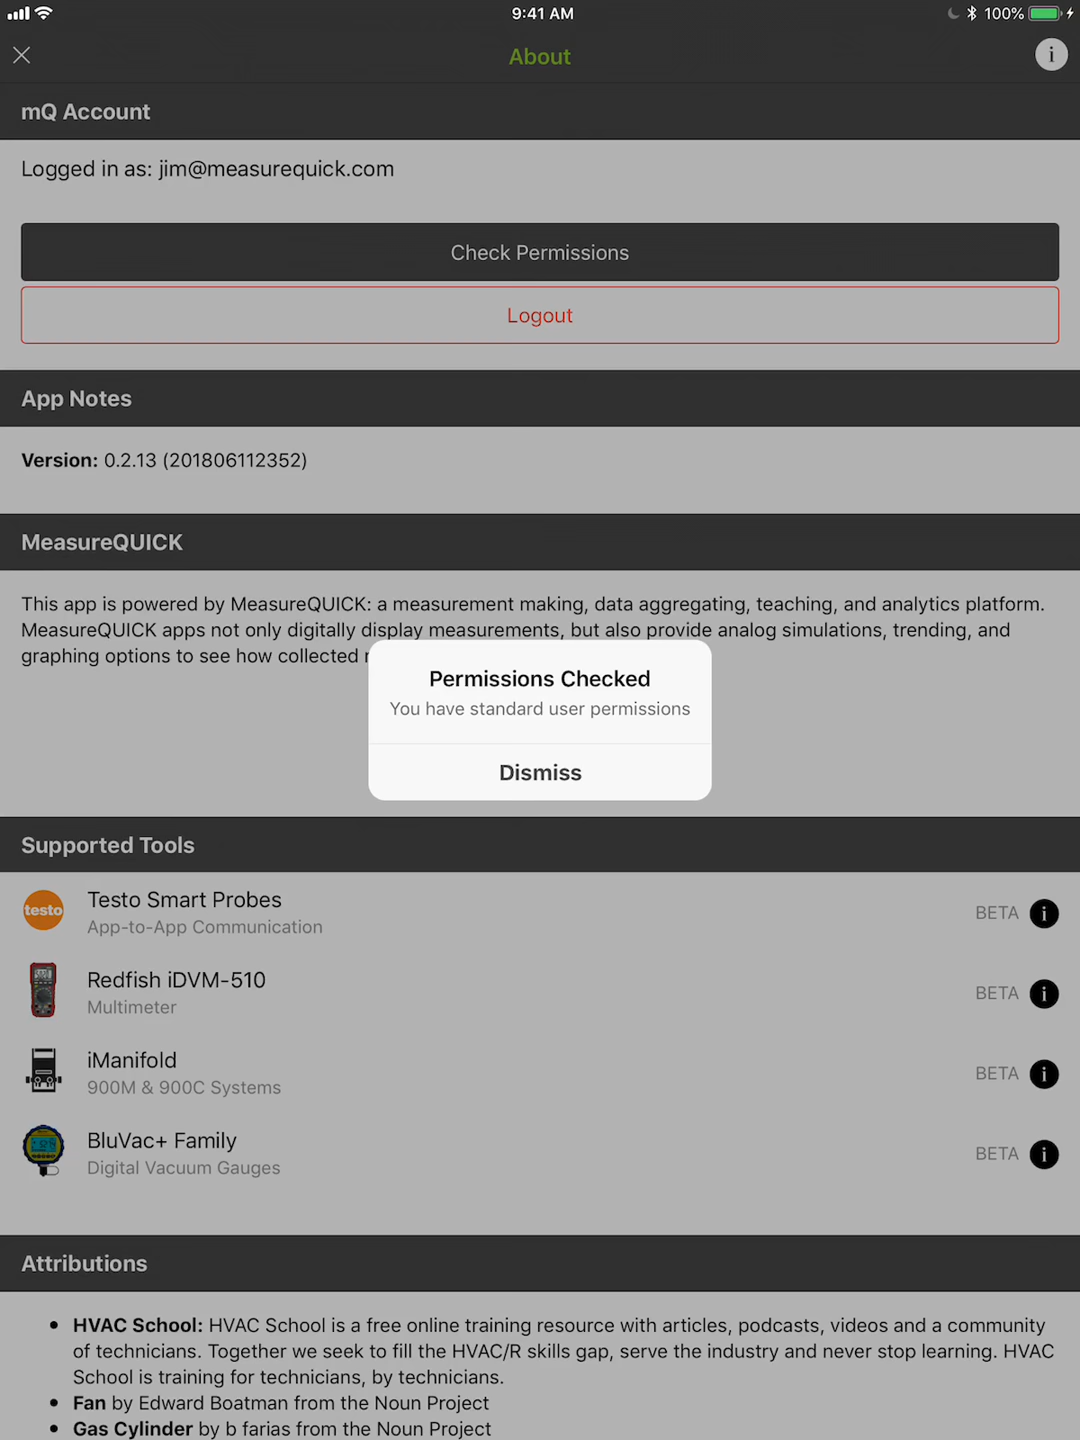 9:41 AM
100%
About
i
mQ Account
Logged in as: jim@measurequick.com
Check Permissions
Logout
App Notes
Version: 0.2.13 (201806112352)
MeasureQUICK
This app is powered by MeasureQUICK: a measurement making, data aggregating, teaching, and analytics platform.
MeasureQUICK apps not only digitally display measurements, but also provide analog simulations, trending, and
graphing options to see how collected
Permissions Checked
You have standard user permissions
Dismiss
Supported Tools
testo
Testo Smart Probes
App-to-App Communication
BETA i
Redfish iDVM-510
Multimeter
BETA i
iManifold
900M & 900C Systems
BETA i
BluVac+ Family
Digital Vacuum Gauges
BETA i
Attributions
• HVAC School: HVAC School is a free online training resource with articles, podcasts, videos and a community
of technicians. Together we seek to fill the HVAC/R skills gap, serve the industry and never stop learning. HVAC
School is training for technicians, by technicians.
• Fan by Edward Boatman from the Noun Project
• Gas Cylinder by b farias from the Noun Project